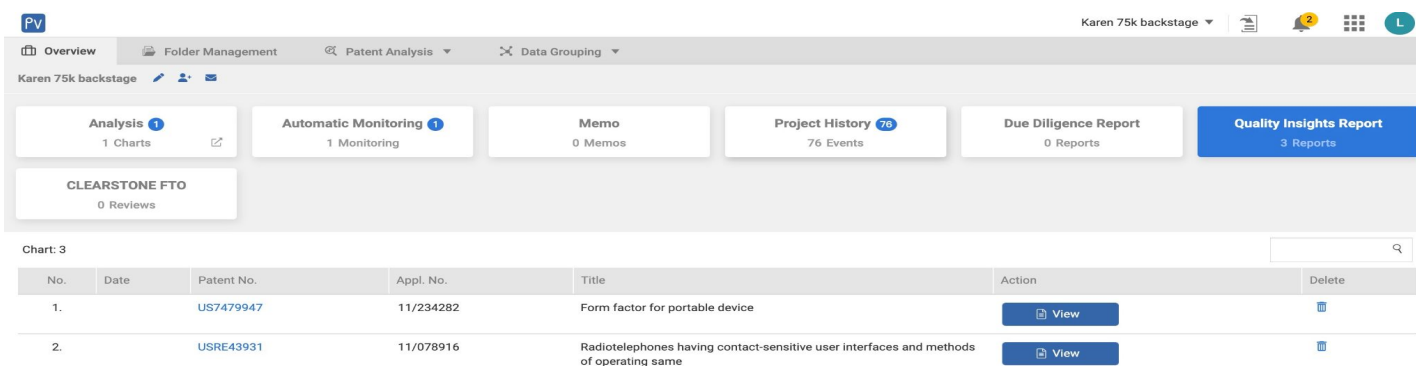 PV
Karen 75k backstage
2
L
Overview
Folder Management
Patent Analysis
Data Grouping
Karen 75k backstage
Analysis 1
1 Charts
Automatic Monitoring 1
1 Monitoring
Memo
0 Memos
Project History 76
76 Events
Due Diligence Report
0 Reports
Quality Insights Report
3 Reports
CLEARSTONE FTO
0 Reviews
Chart: 3
No. Date Patent No. Appl. No. Title Action Delete
1. US7479947 11/234282 Form factor for portable device View
2. USRE43931 11/078916 Radiotelephones having contact-sensitive user interfaces and methods View
of operating same